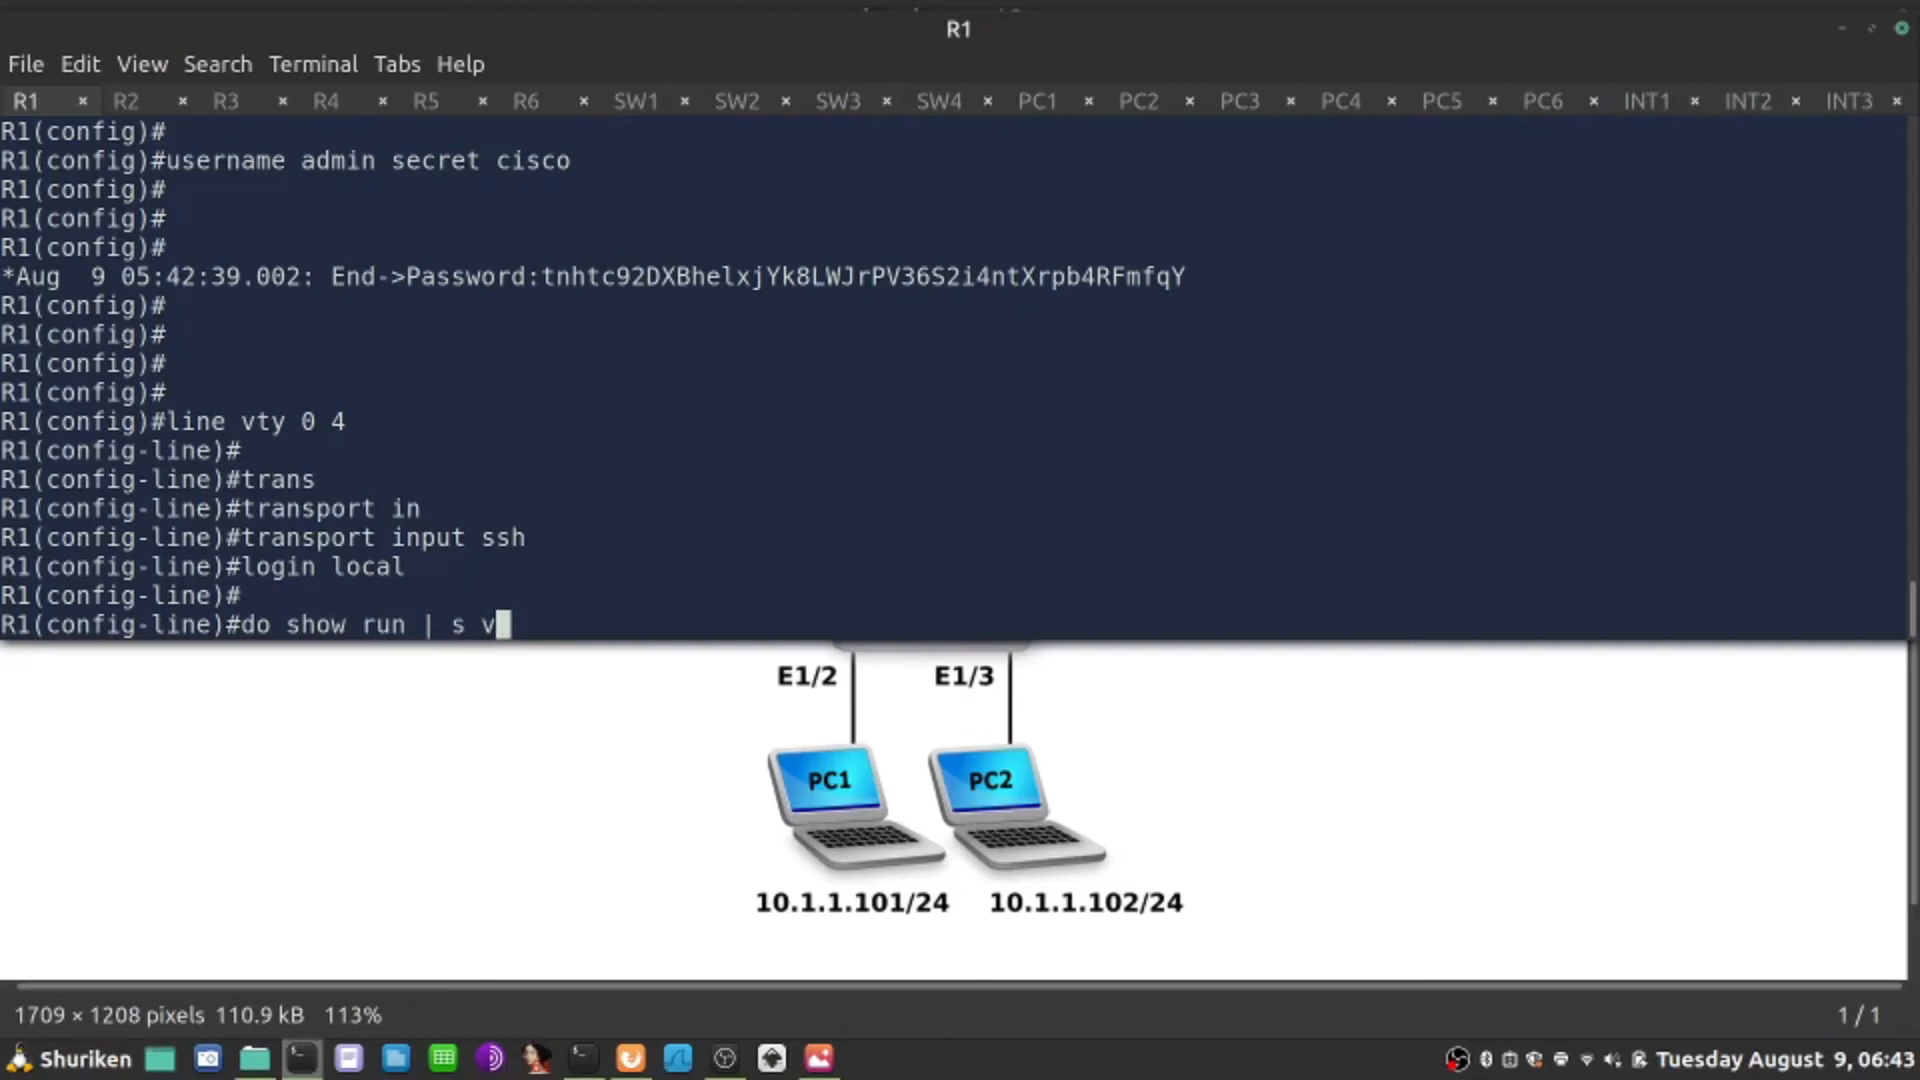 R1
File Edit View Search Terminal Tabs Help
R1 × R2 × R3 × R4 × R5 × R6 × SW1 × SW2 × SW3 × SW4 × PC1 × PC2 × PC3 × PC4 × PC5 × PC6 × INT1 × INT2 × INT3 ×
R1(config)#
R1(config)#username admin secret cisco
R1(config)#
R1(config)#
R1(config)#
*Aug  9 05:42:39.002: End->Password:tnhtc92DXBhelxjYk8LWJrPV36S2i4ntXrpb4RFmfqY
R1(config)#
R1(config)#
R1(config)#
R1(config)#
R1(config)#line vty 0 4
R1(config-line)#
R1(config-line)#trans
R1(config-line)#transport in
R1(config-line)#transport input ssh
R1(config-line)#login local
R1(config-line)#
R1(config-line)#do show run | s v
E1/2 E1/3
PC1 PC2
10.1.1.101/24 10.1.1.102/24
1709 × 1208 pixels 110.9 kB 113% 1 / 1
Shuriken Tuesday August 9, 06:43